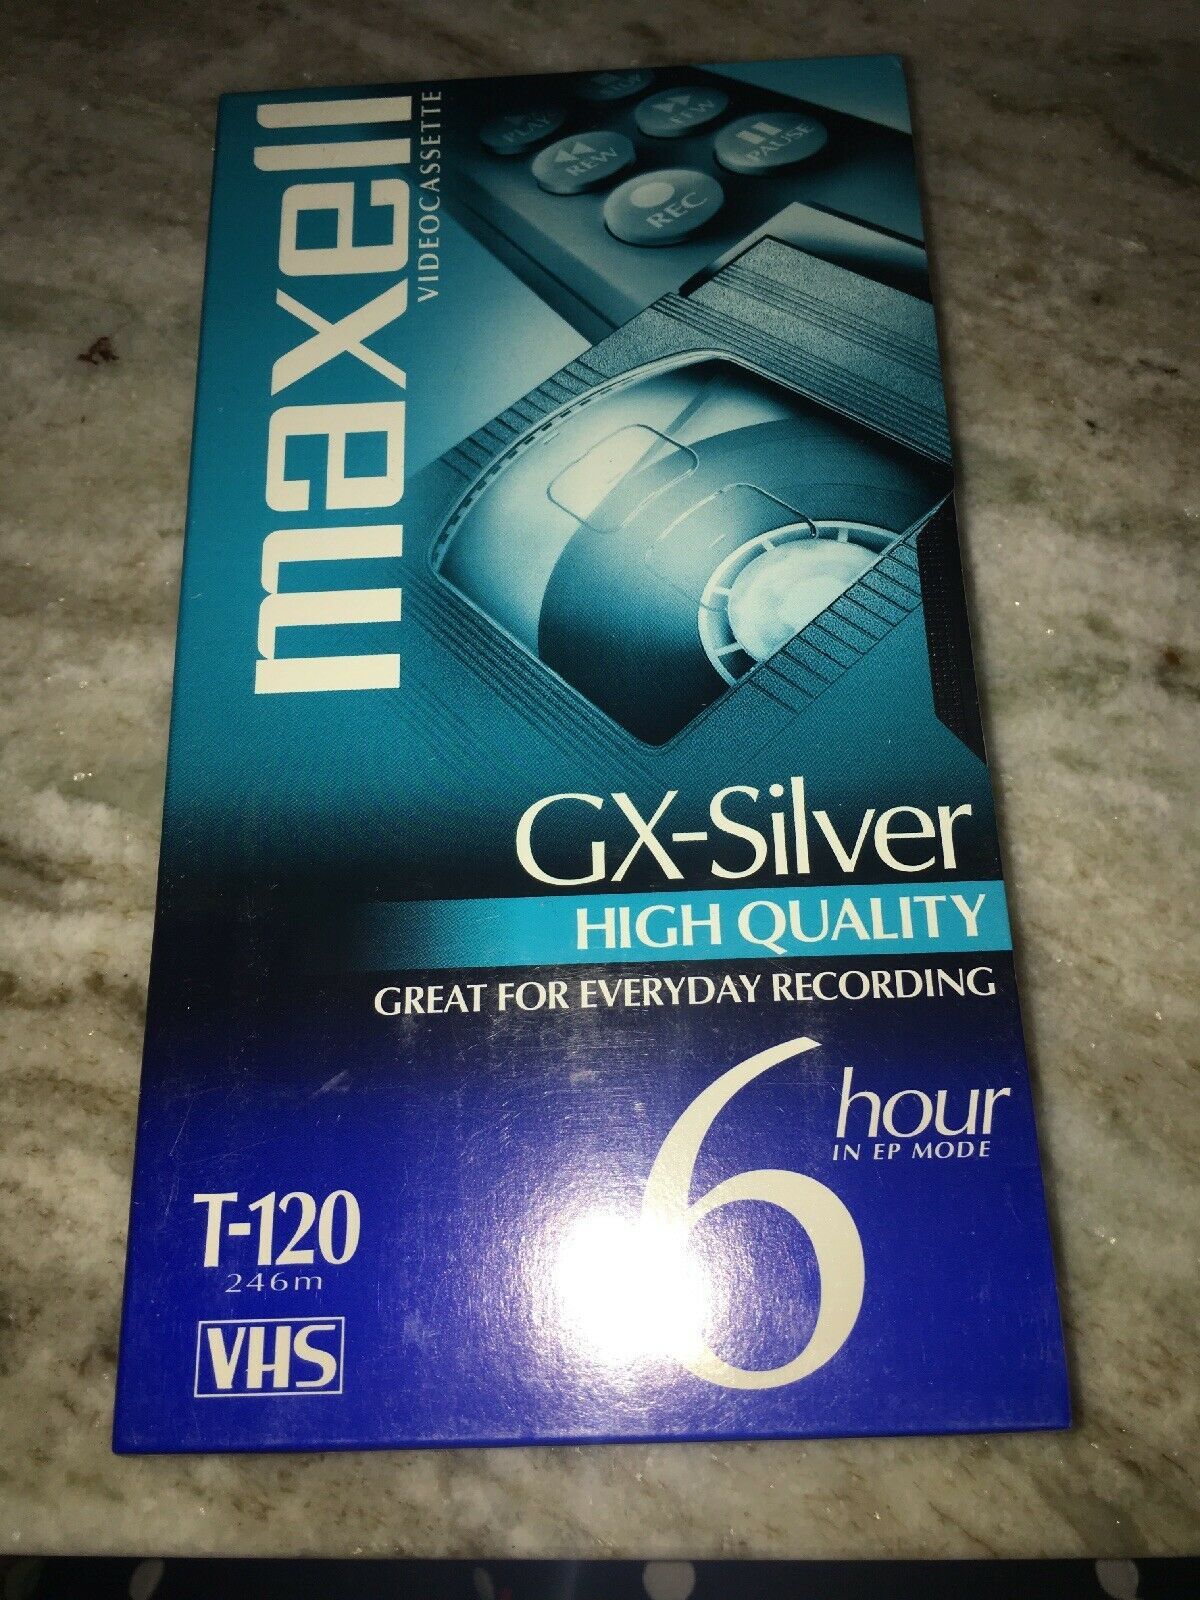 maxell
VIDEOCASSETTE
PLAY
STOP
REW
F.FW
REC
PAUSE
GX-Silver
HIGH QUALITY
GREAT FOR EVERYDAY RECORDING
6 hour
IN EP MODE
T-120
246m
VHS